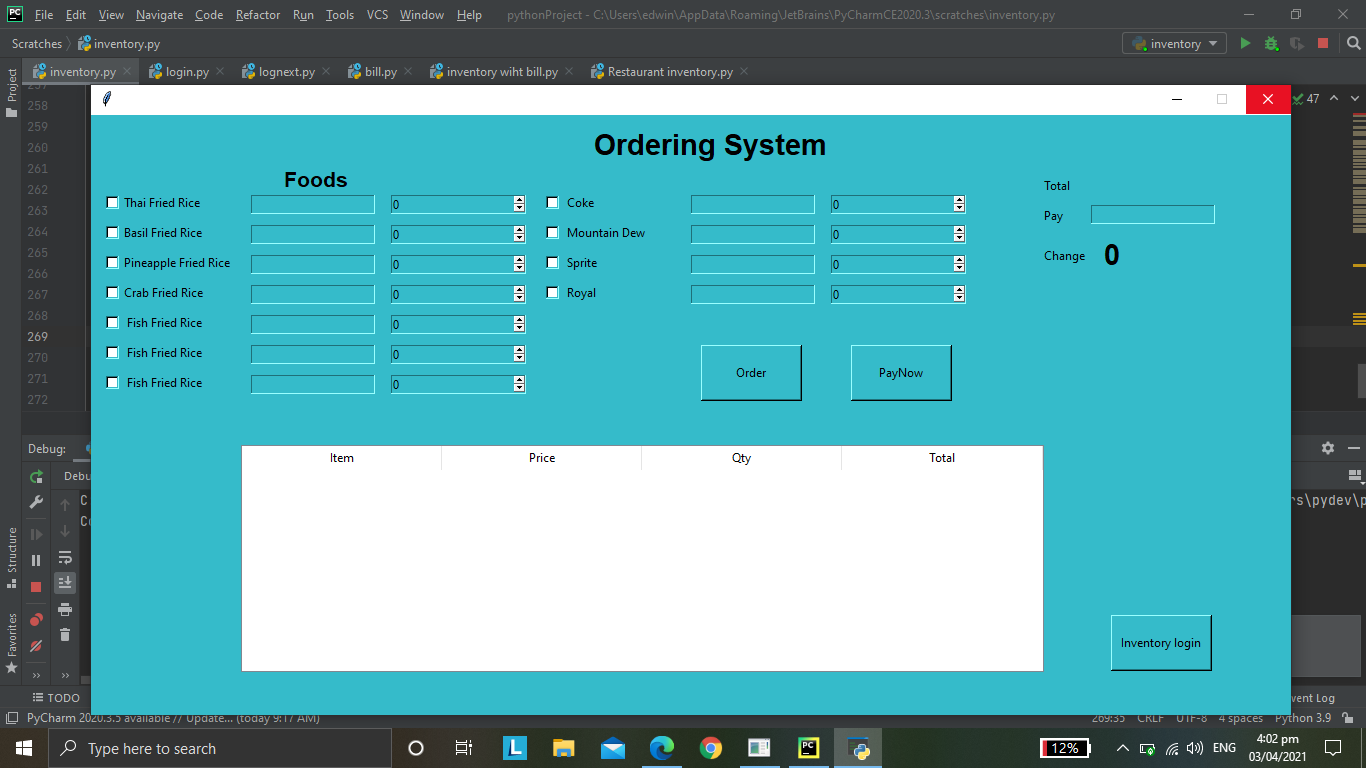 PC File Edit View Navigate Code Refactor Run Tools VCS Window Help pythonProject - C:\Users\edwin\AppData\Roaming\JetBrains\PyCharmCE2020.3\scratches\inventory.py
Scratches inventory.py inventory
inventory.py login.py lognext.py bill.py inventory wiht bill.py Restaurant inventory.py
Project
47
258
259
260
261
262
263
264
265
266
267
268
269
270
271
272
Ordering System
Foods
Total
Thai Fried Rice 0 Coke 0
Pay
Basil Fried Rice 0 Mountain Dew 0
Change 0
Pineapple Fried Rice 0 Sprite 0
Crab Fried Rice 0 Royal 0
Fish Fried Rice 0
Fish Fried Rice 0
Fish Fried Rice 0
Order PayNow
Debug:
Item Price Qty Total
Structure
Favorites
Inventory login
TODO
PyCharm 2020.3.5 available // Update... (today 9:17 AM) 269:35 CRLF UTF-8 4 spaces Python 3.9
Type here to search L PC 12% ENG 4:02 pm
03/04/2021